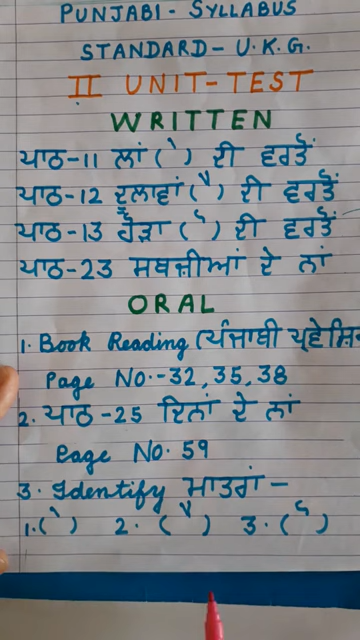 PUNJABI - SYLLABUS
STANDARD - U.K.G.
II UNIT-TEST
WRITTEN
ਪਾਠ-11 ਲਾਂ (ੇ) ਦੀ ਵਰਤੋਂ
ਪਾਠ-12 ਦੁਲਾਵਾਂ (ੈ) ਦੀ ਵਰਤੋਂ
ਪਾਠ-13 ਹੋੜਾ (ੋ) ਦੀ ਵਰਤੋਂ
ਪਾਠ-23 ਸਬਜ਼ੀਆਂ ਦੇ ਨਾਂ
ORAL
1. Book Reading (ਪੰਜਾਬੀ
Page No.-32, 35, 38
2. ਪਾਠ -25 ਦਿਨਾਂ ਦੇ ਨਾਂ
Page No. 59
3. Identify ਮਾਤਰਾਂ -
1. (ੇ) 2. (ੈ) 3. (ੋ)